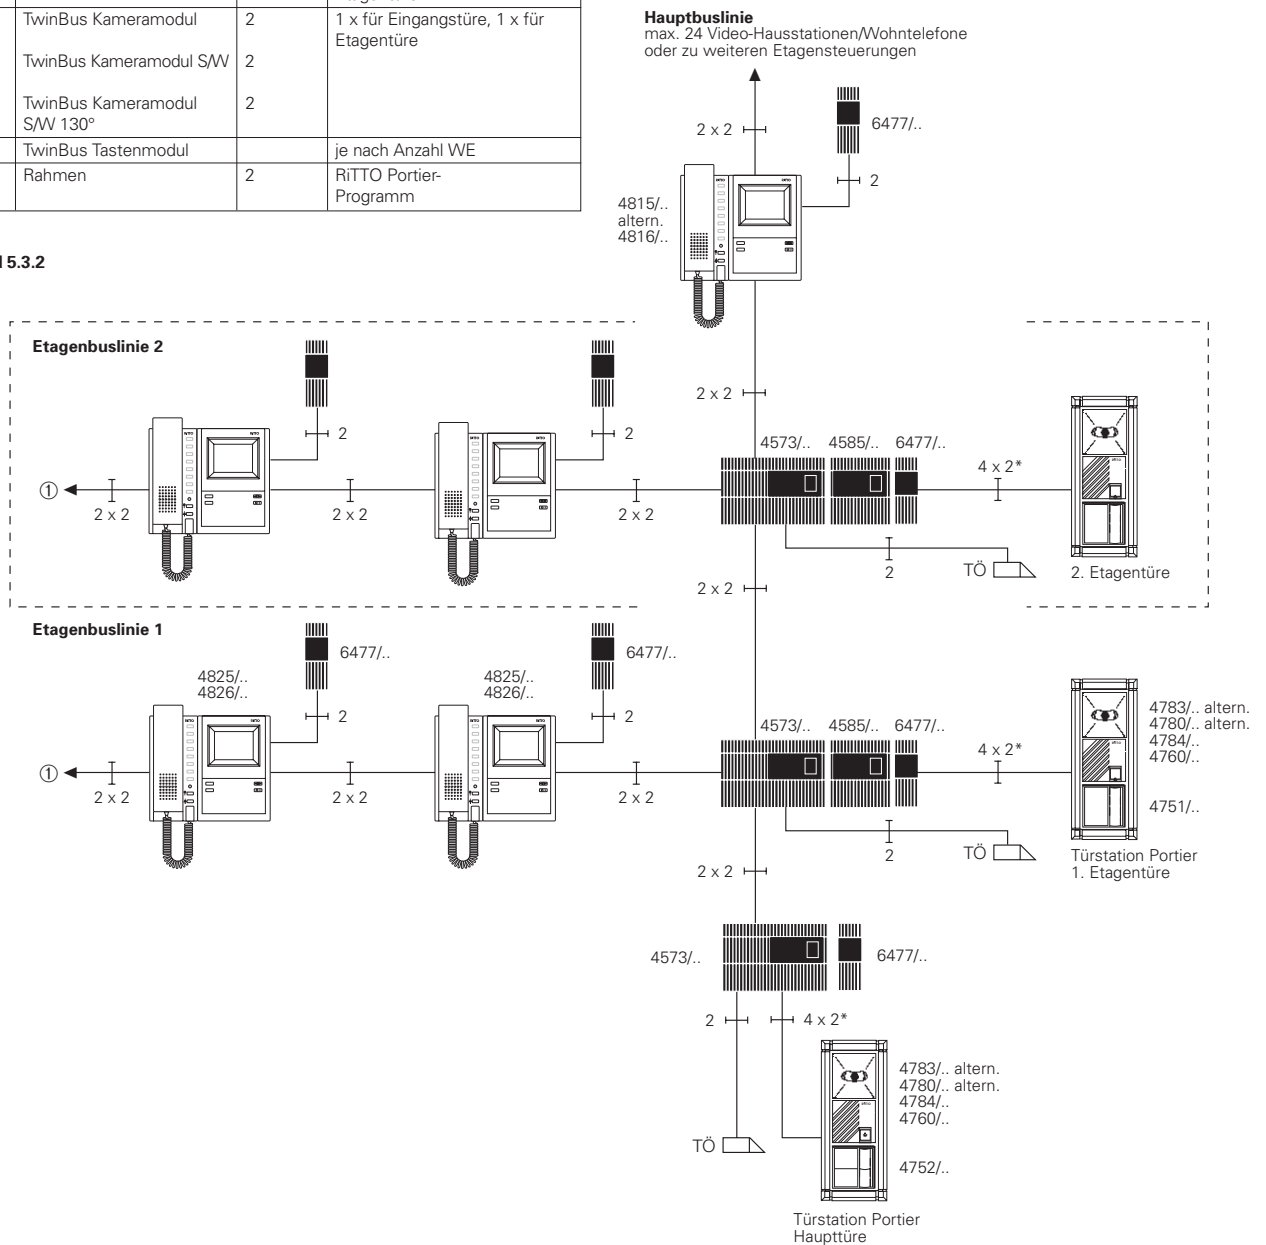 TwinBus Kameramodul 2 1 x für Eingangstüre, 1 x für
Etagentüre
TwinBus Kameramodul S/W 2
TwinBus Kameramodul 2
S/W 130°
TwinBus Tastenmodul je nach Anzahl WE
Rahmen 2 RiTTO Portier-
Programm
5.3.2
Hauptbuslinie
max. 24 Video-Hausstationen/Wohntelefone
oder zu weiteren Etagensteuerungen
2 x 2
6477/..
2
4815/..
altern.
4816/..
Etagenbuslinie 2
2 x 2
2
2
4573/.. 4585/.. 6477/..
4 x 2*
①
2 x 2
2 x 2
2 x 2
2
TÖ
2. Etagentüre
2 x 2
Etagenbuslinie 1
6477/..
6477/..
4825/..
4826/..
4825/..
4826/..
2
2
4573/.. 4585/.. 6477/..
4 x 2*
4783/.. altern.
4780/.. altern.
4784/..
4760/..
4751/..
①
2 x 2
2 x 2
2 x 2
2
TÖ
Türstation Portier
1. Etagentüre
2 x 2
4573/..
6477/..
2
4 x 2*
4783/.. altern.
4780/.. altern.
4784/..
4760/..
TÖ
4752/..
Türstation Portier
Haupttüre